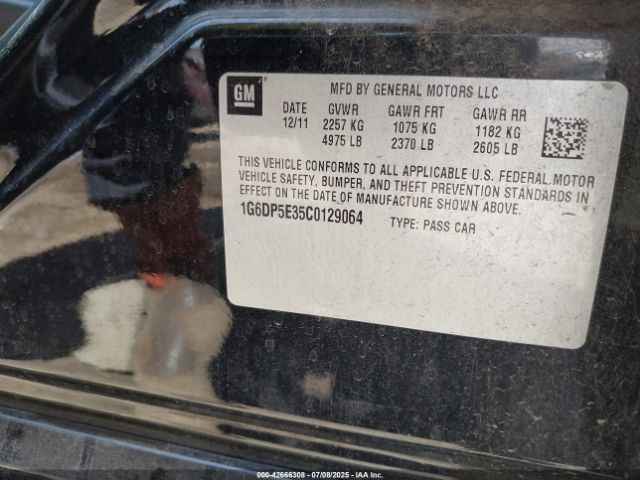 GM
MFD BY GENERAL MOTORS LLC
DATE GVWR GAWR FRT GAWR RR
12/11 2257 KG 1075 KG 1182 KG
4975 LB 2370 LB 2605 LB
THIS VEHICLE CONFORMS TO ALL APPLICABLE U.S. FEDERAL MOTOR
VEHICLE SAFETY, BUMPER, AND THEFT PREVENTION STANDARDS IN
EFFECT ON THE DATE OF MANUFACTURE SHOWN ABOVE.
1G6DP5E35C0129064 TYPE: PASS CAR
000-42666308 - 07/08/2025 - IAA Inc.